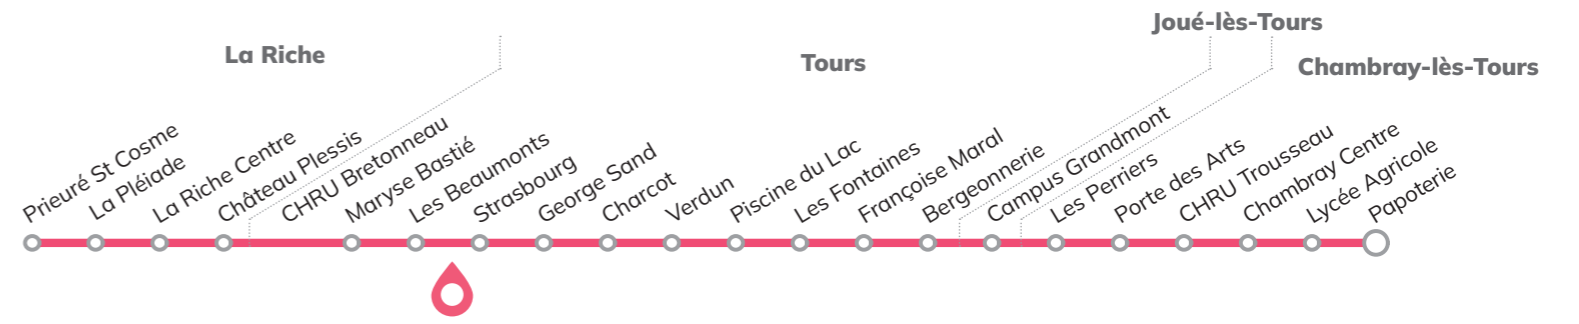 Joué-lès-Tours
La Riche
Tours
Chambray-lès-Tours
Prieuré St Cosme
La Pléiade
La Riche Centre
Château Plessis
CHRU Bretonneau
Maryse Bastié
Les Beaumonts
Strasbourg
George Sand
Charcot
Verdun
Piscine du Lac
Les Fontaines
Françoise Maral
Bergeonnerie
Campus Grandmont
Les Perriers
Porte des Arts
CHRU Trousseau
Chambray Centre
Lycée Agricole
Papoterie